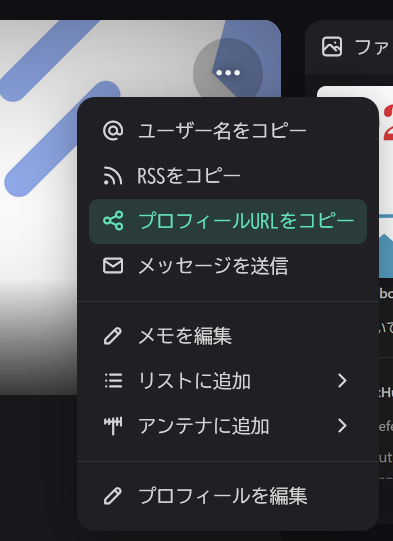 ファ
ユーザー名をコピー
RSSをコピー
プロフィールURLをコピー
メッセージを送信
メモを編集
リストに追加
アンテナに追加
プロフィールを編集